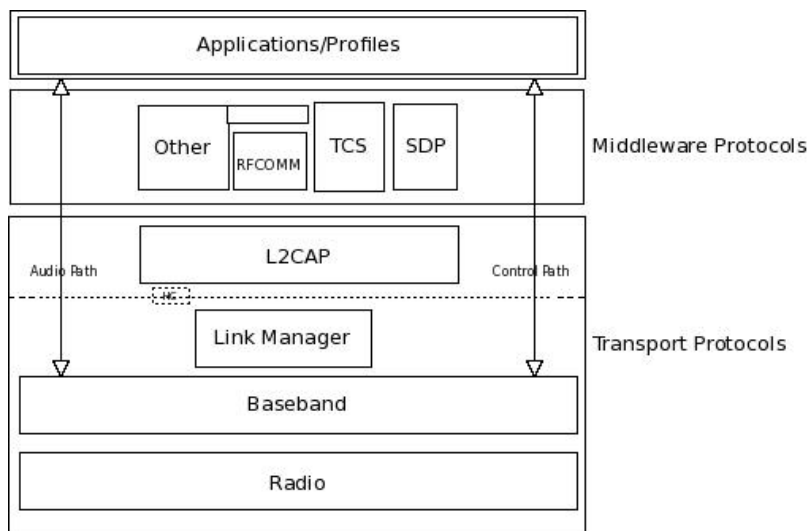 Applications/Profiles
Other
RFCOMM
TCS
SDP
Middleware Protocols
L2CAP
Audio Path
Control Path
HC
Link Manager
Transport Protocols
Baseband
Radio